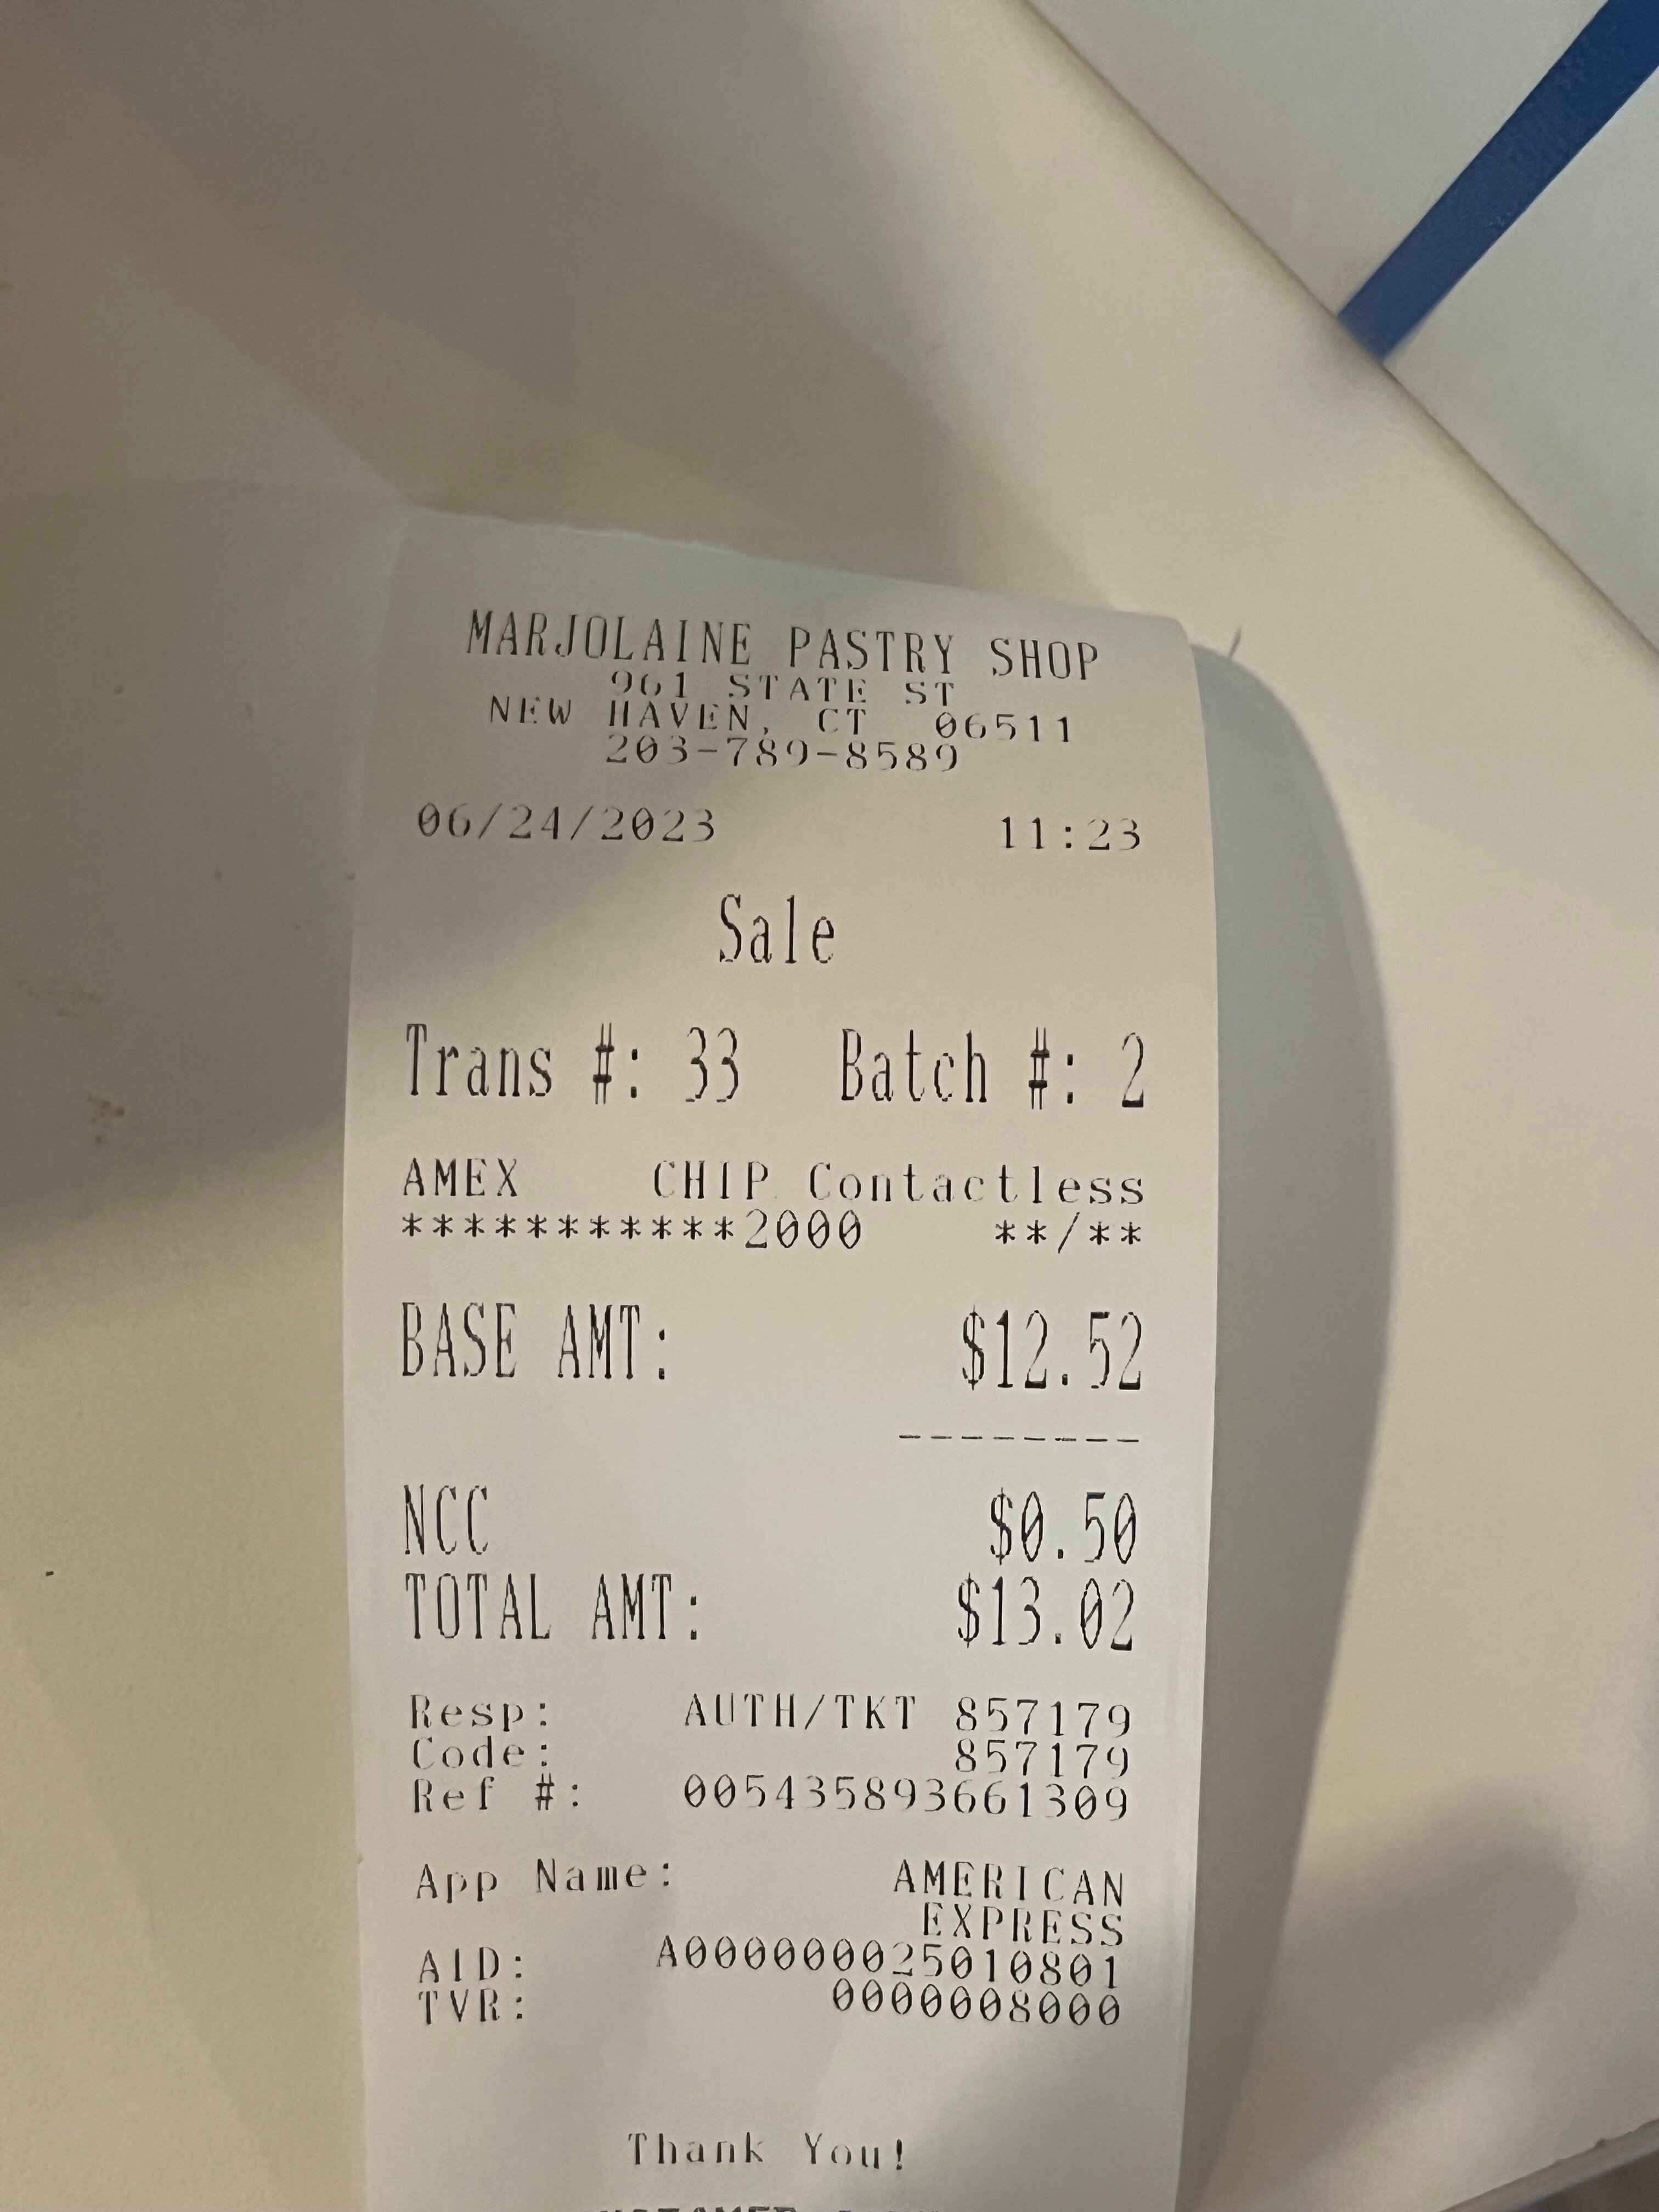 MARJOLAINE PASTRY SHOP
961 STATE ST
NEW HAVEN, CT 06511
203-789-8589
06/24/2023 11:23
Sale
Trans #: 33 Batch #: 2
AMEX CHIP Contactless
***********2000 **/**
BASE AMT: $12.52
--------
NCC $0.50
TOTAL AMT: $13.02
Resp: AUTH/TKT 857179
Code: 857179
Ref #: 005435893661309
App Name: AMERICAN
EXPRESS
AID: A000000025010801
TVR: 0000008000
Thank You!